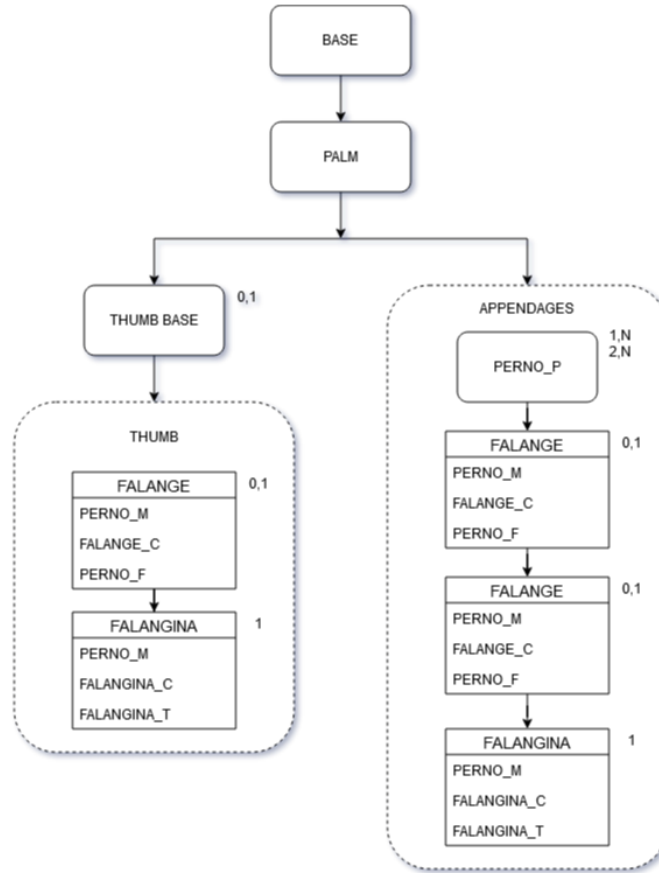 BASE
PALM
THUMB BASE
0,1
THUMB
FALANGE
0,1
PERNO_M
FALANGE_C
PERNO_F
FALANGINA
1
PERNO_M
FALANGINA_C
FALANGINA_T
APPENDAGES
PERNO_P
1,N
2,N
FALANGE
0,1
PERNO_M
FALANGE_C
PERNO_F
FALANGE
0,1
PERNO_M
FALANGE_C
PERNO_F
FALANGINA
1
PERNO_M
FALANGINA_C
FALANGINA_T